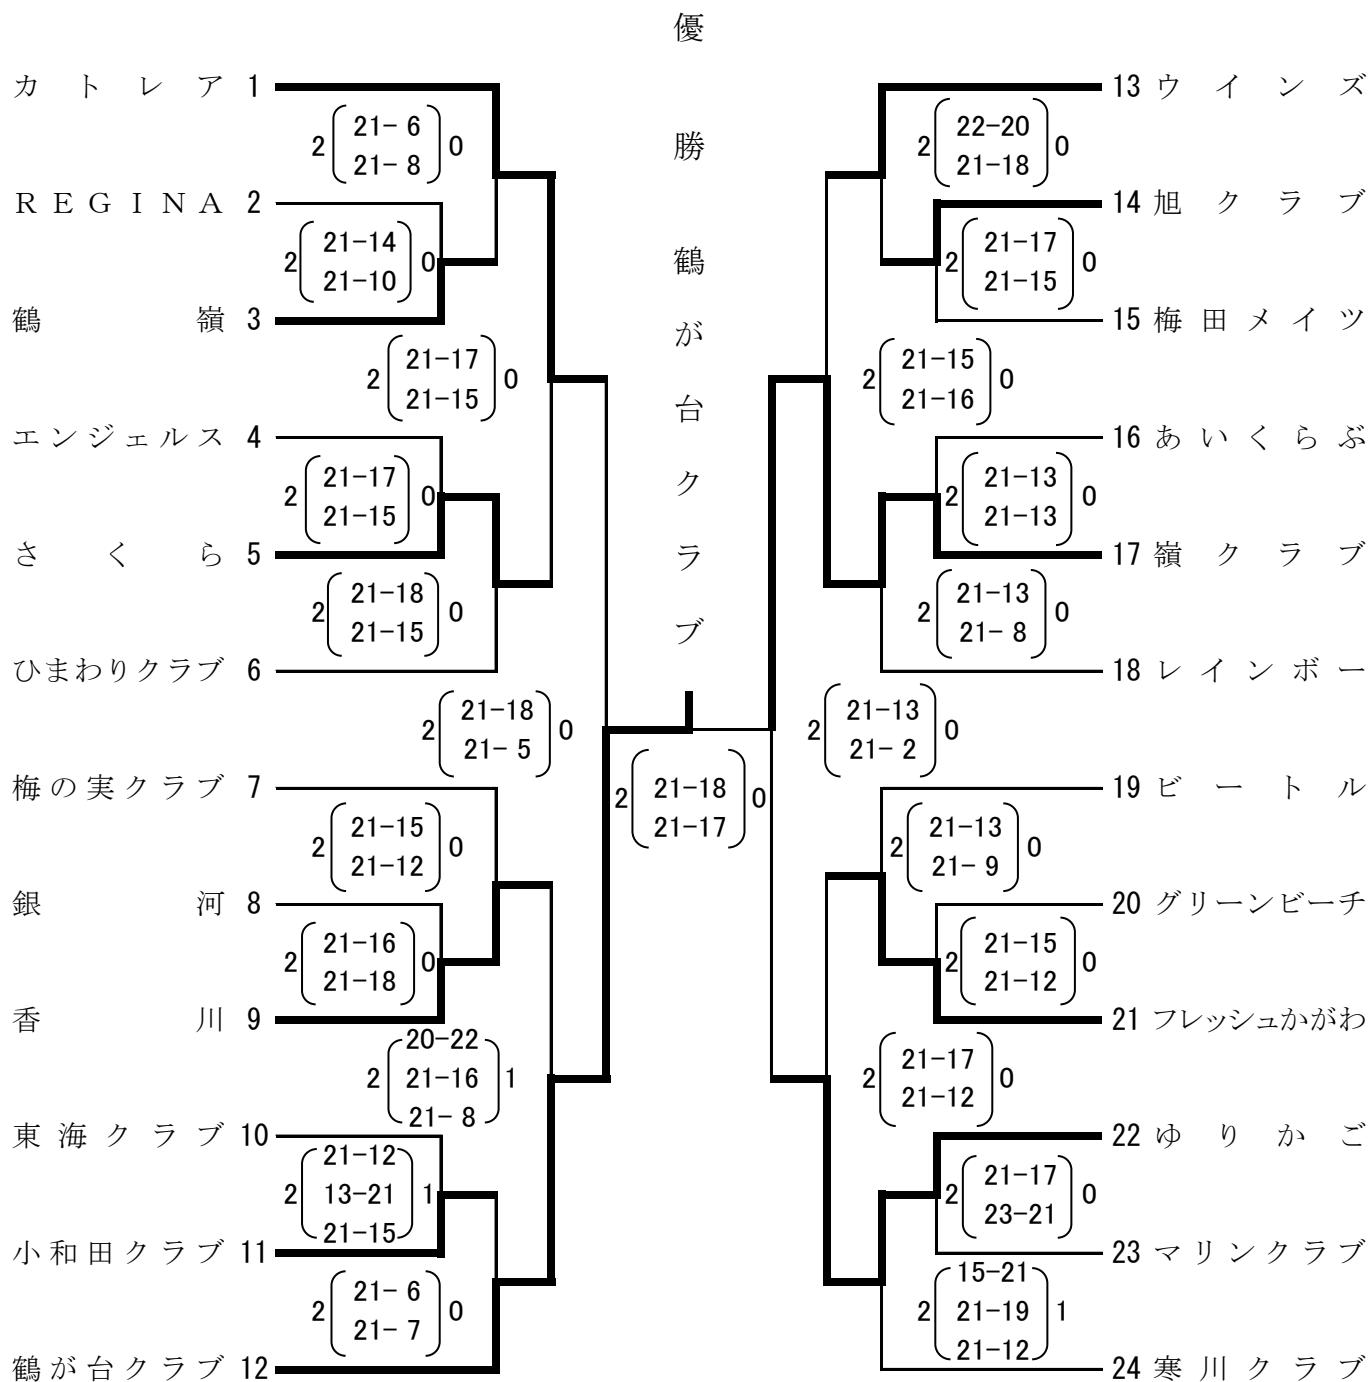 優勝 鶴が台クラブ
カトレア 1
2 21- 6 0
21- 8
REGINA 2
2 21-14 0
21-10
鶴嶺 3
2 21-17 0
21-15
エンジェルス 4
2 21-17 0
21-15
さくら 5
2 21-18 0
21-15
ひまわりクラブ 6
2 21-18 0
21- 5
梅の実クラブ 7
2 21-15 0
21-12
銀河 8
2 21-16 0
21-18
香川 9
20-22
2 21-16 1
21- 8
東海クラブ 10
21-12
2 13-21 1
21-15
小和田クラブ 11
2 21- 6 0
21- 7
鶴が台クラブ 12
2 21-18 0
21-17
13 ウインズ
2 22-20 0
21-18
14 旭クラブ
2 21-17 0
21-15
15 梅田メイツ
2 21-15 0
21-16
16 あいくらぶ
2 21-13 0
21-13
17 嶺クラブ
2 21-13 0
21- 8
18 レインボー
2 21-13 0
21- 2
19 ビートル
2 21-13 0
21- 9
20 グリーンビーチ
2 21-15 0
21-12
21 フレッシュかがわ
2 21-17 0
21-12
22 ゆりかご
2 21-17 0
23-21
23 マリンクラブ
15-21
2 21-19 1
21-12
24 寒川クラブ